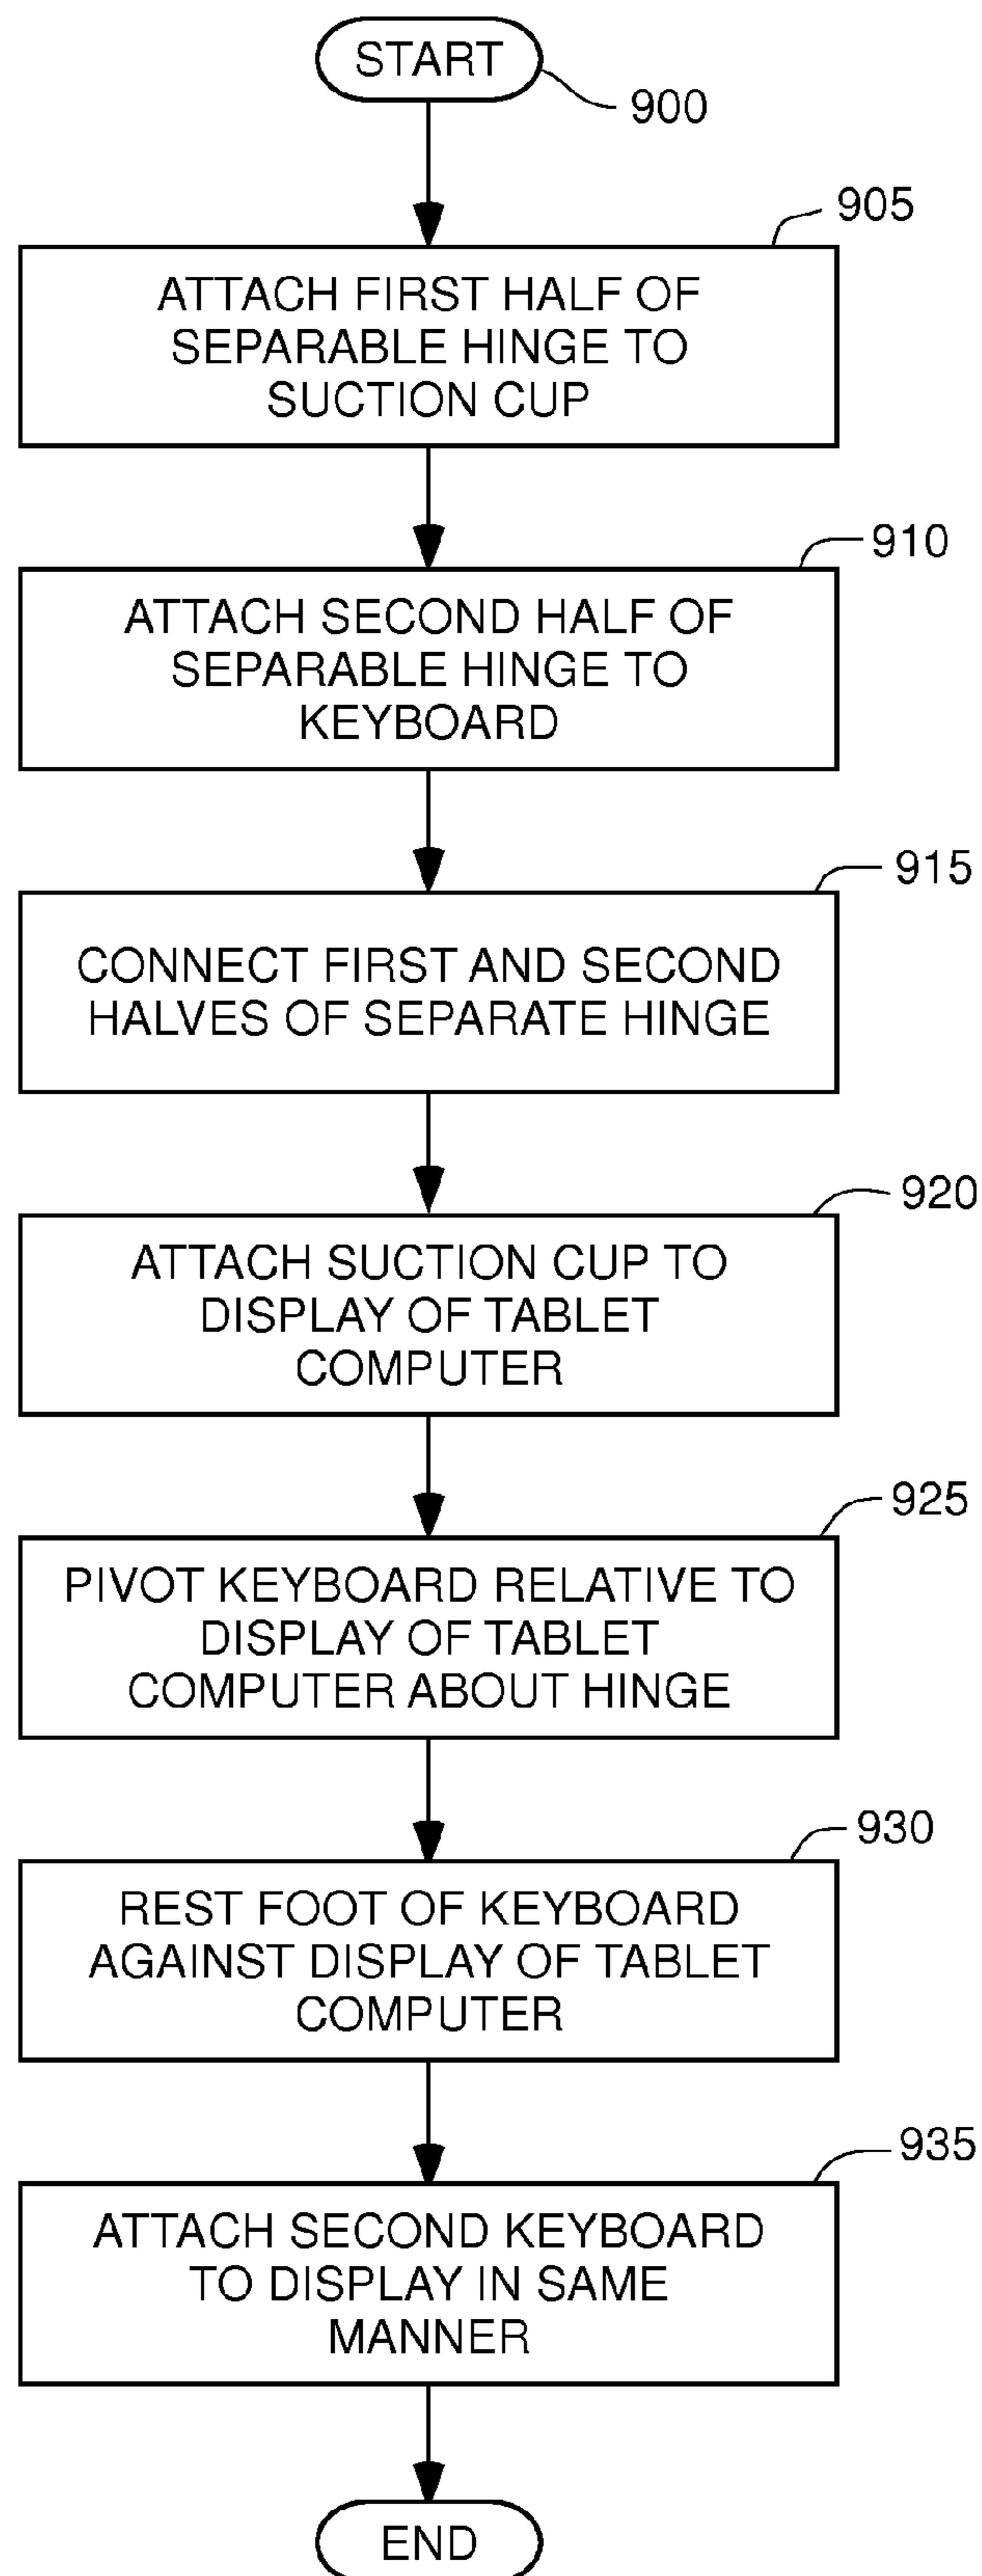 START
900
905
ATTACH FIRST HALF OF
SEPARABLE HINGE TO
SUCTION CUP
910
ATTACH SECOND HALF OF
SEPARABLE HINGE TO
KEYBOARD
915
CONNECT FIRST AND SECOND
HALVES OF SEPARATE HINGE
920
ATTACH SUCTION CUP TO
DISPLAY OF TABLET
COMPUTER
925
PIVOT KEYBOARD RELATIVE TO
DISPLAY OF TABLET
COMPUTER ABOUT HINGE
930
REST FOOT OF KEYBOARD
AGAINST DISPLAY OF TABLET
COMPUTER
935
ATTACH SECOND KEYBOARD
TO DISPLAY IN SAME
MANNER
END